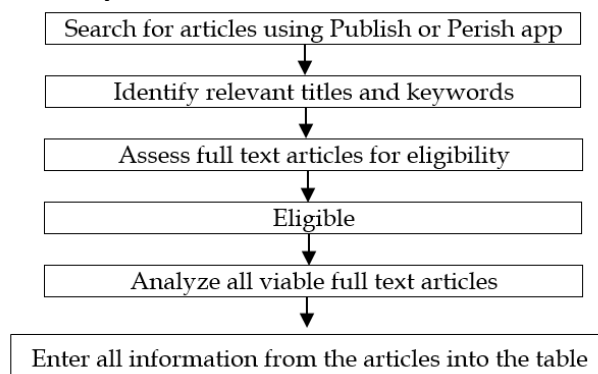 Search for articles using Publish or Perish app
Identify relevant titles and keywords
Assess full text articles for eligibility
Eligible
Analyze all viable full text articles
Enter all information from the articles into the table